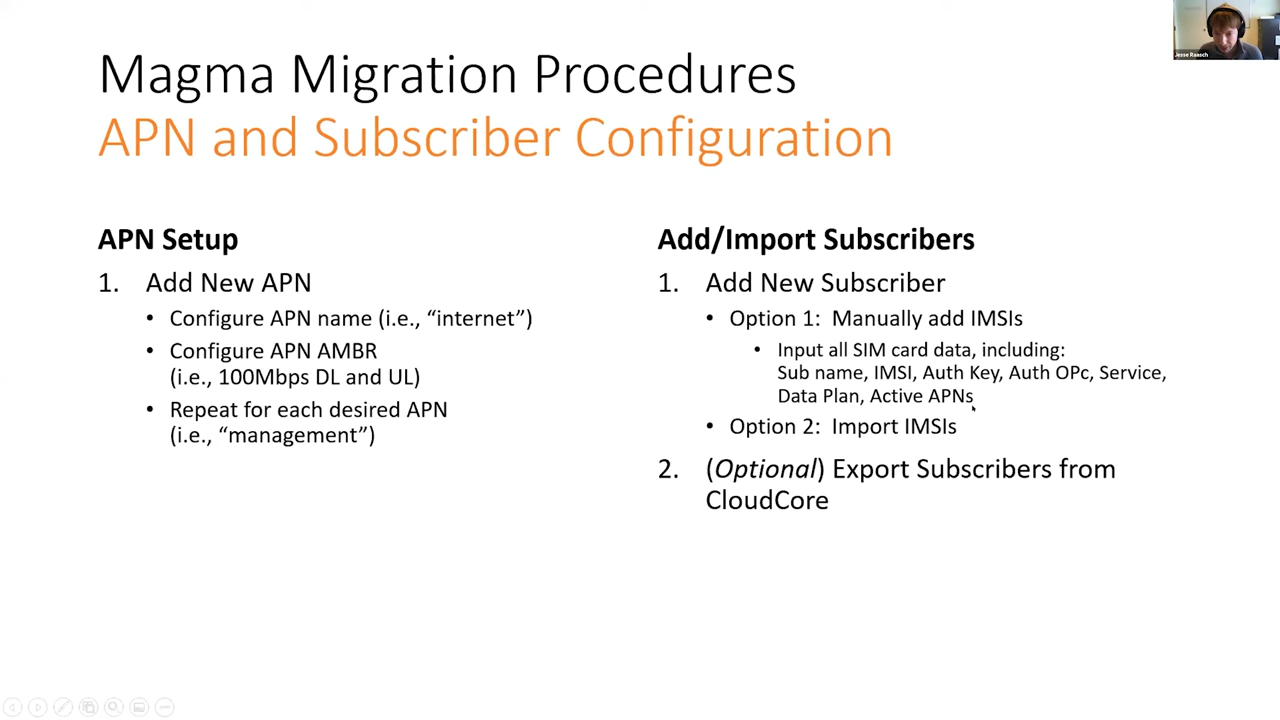 Jesse Raasch
Magma Migration Procedures
APN and Subscriber Configuration
APN Setup
1. Add New APN
• Configure APN name (i.e., “internet”)
• Configure APN AMBR
(i.e., 100Mbps DL and UL)
• Repeat for each desired APN
(i.e., “management”)
Add/Import Subscribers
1. Add New Subscriber
• Option 1: Manually add IMSIs
• Input all SIM card data, including:
Sub name, IMSI, Auth Key, Auth OPc, Service,
Data Plan, Active APNs
• Option 2: Import IMSIs
2. (Optional) Export Subscribers from
CloudCore